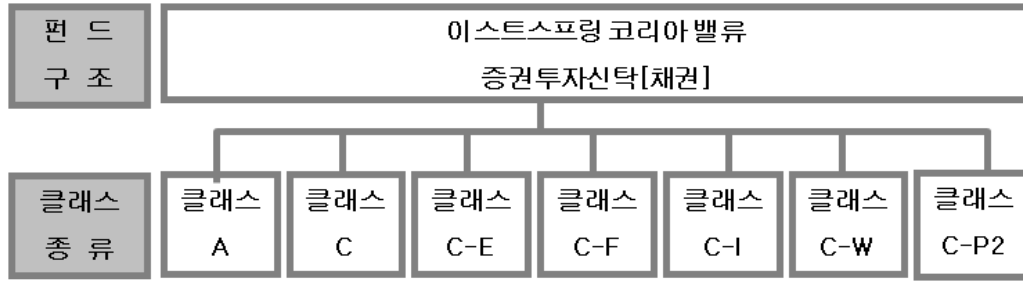 펀 드
구 조
이스트스프링 코리아 밸류
증권투자신탁[채권]
클래스
종 류
클래스
A
클래스
C
클래스
C-E
클래스
C-F
클래스
C-I
클래스
C-W
클래스
C-P2